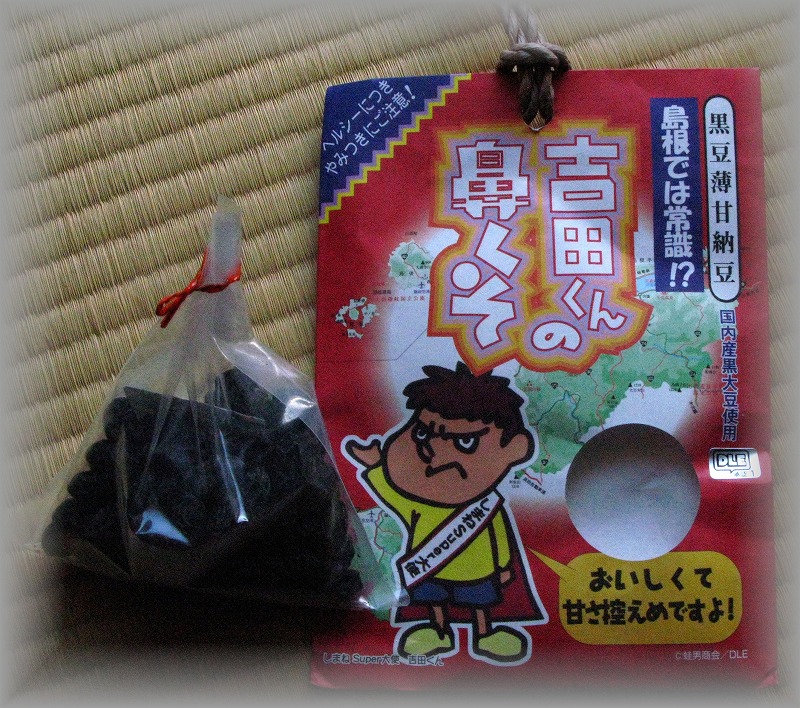 黒豆薄甘納豆
島根では常識!?
国内産黒大豆使用
ヘルシーにつき
やみつきにご注意!
吉田くんの
鼻くそ
しまねSuper大使
おいしくて
甘さ控えめですよ!
DLE
しまね Super大使 吉田くん
©蛙男商会/DLE